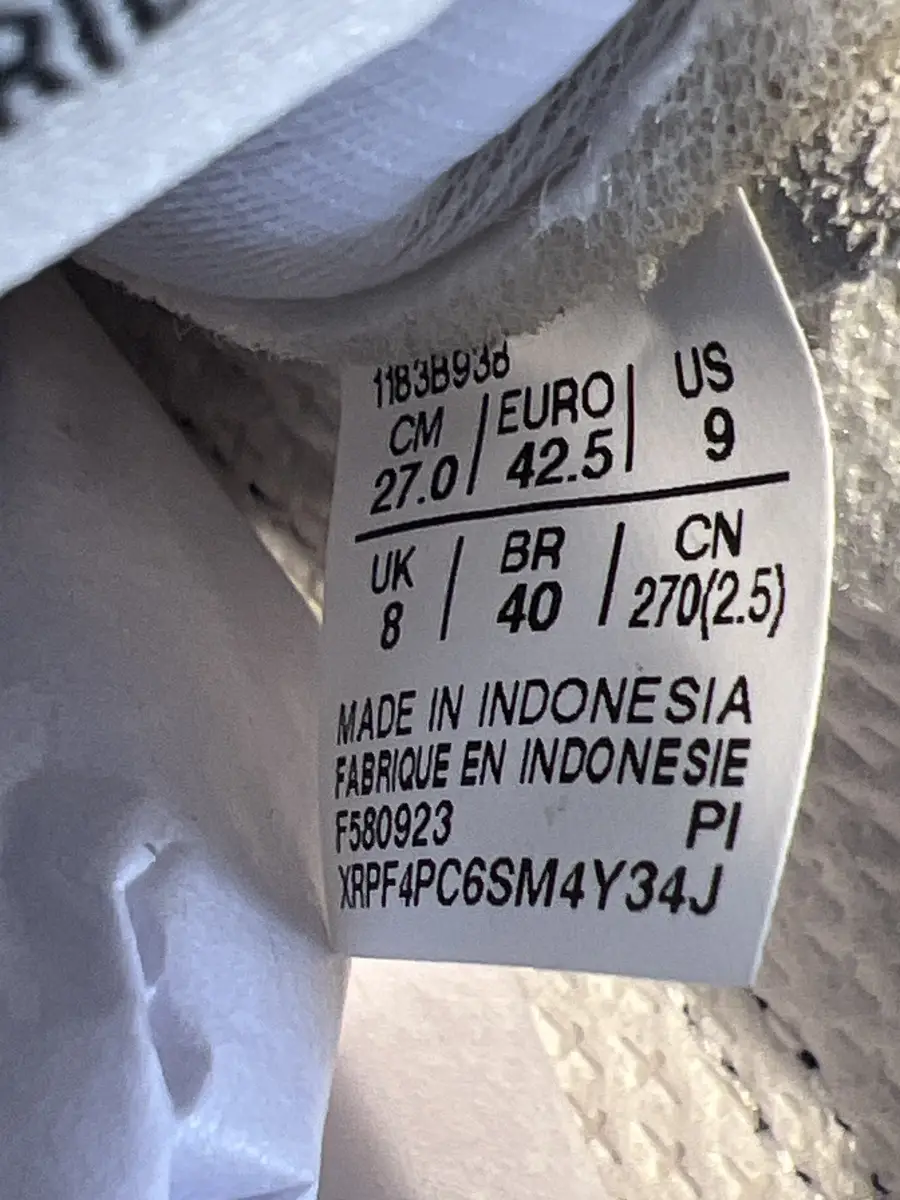 1183B938
CM | EURO | US
27.0 | 42.5 | 9
UK | BR | CN
8 | 40 | 270(2.5)
MADE IN INDONESIA
FABRIQUE EN INDONESIE
F580923 PI
XRPF4PC6SM4Y34J